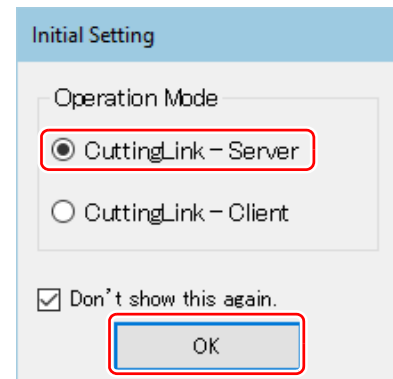 Initial Setting
Operation Mode
CuttingLink - Server
CuttingLink - Client
Don't show this again.
OK